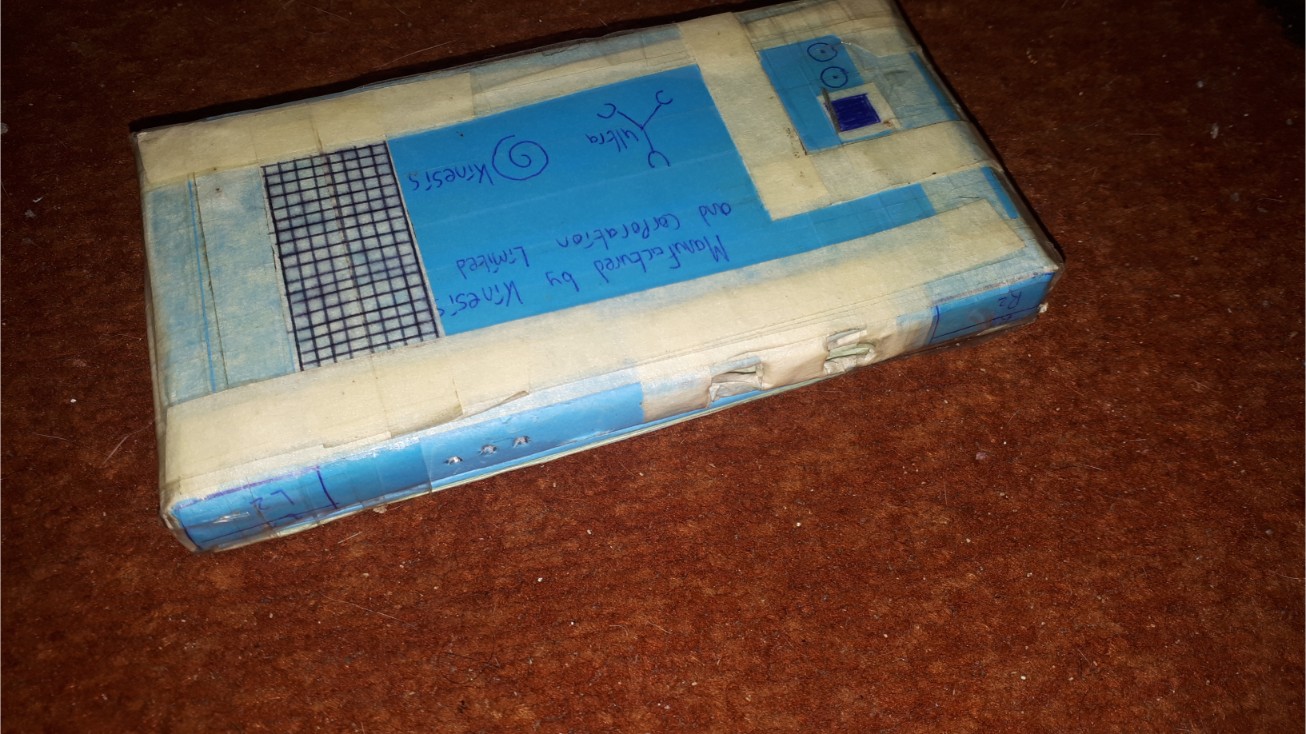 R2
L2
Manufactured by Kinesis
and Corporation Limited
ultra
Kinesis